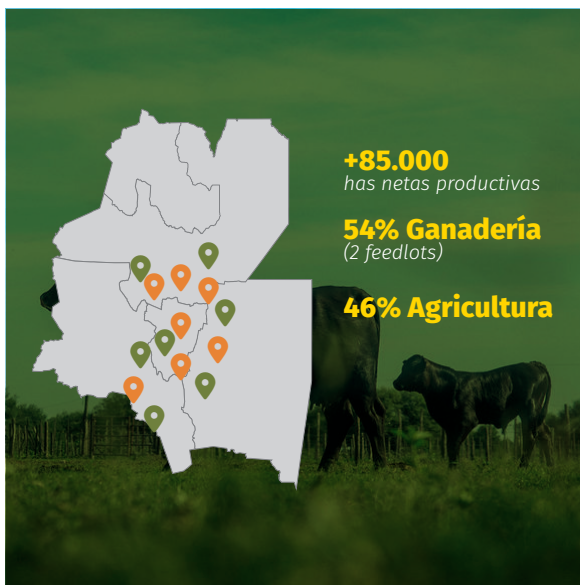 +85.000
has netas productivas
54% Ganadería
(2 feedlots)
46% Agricultura